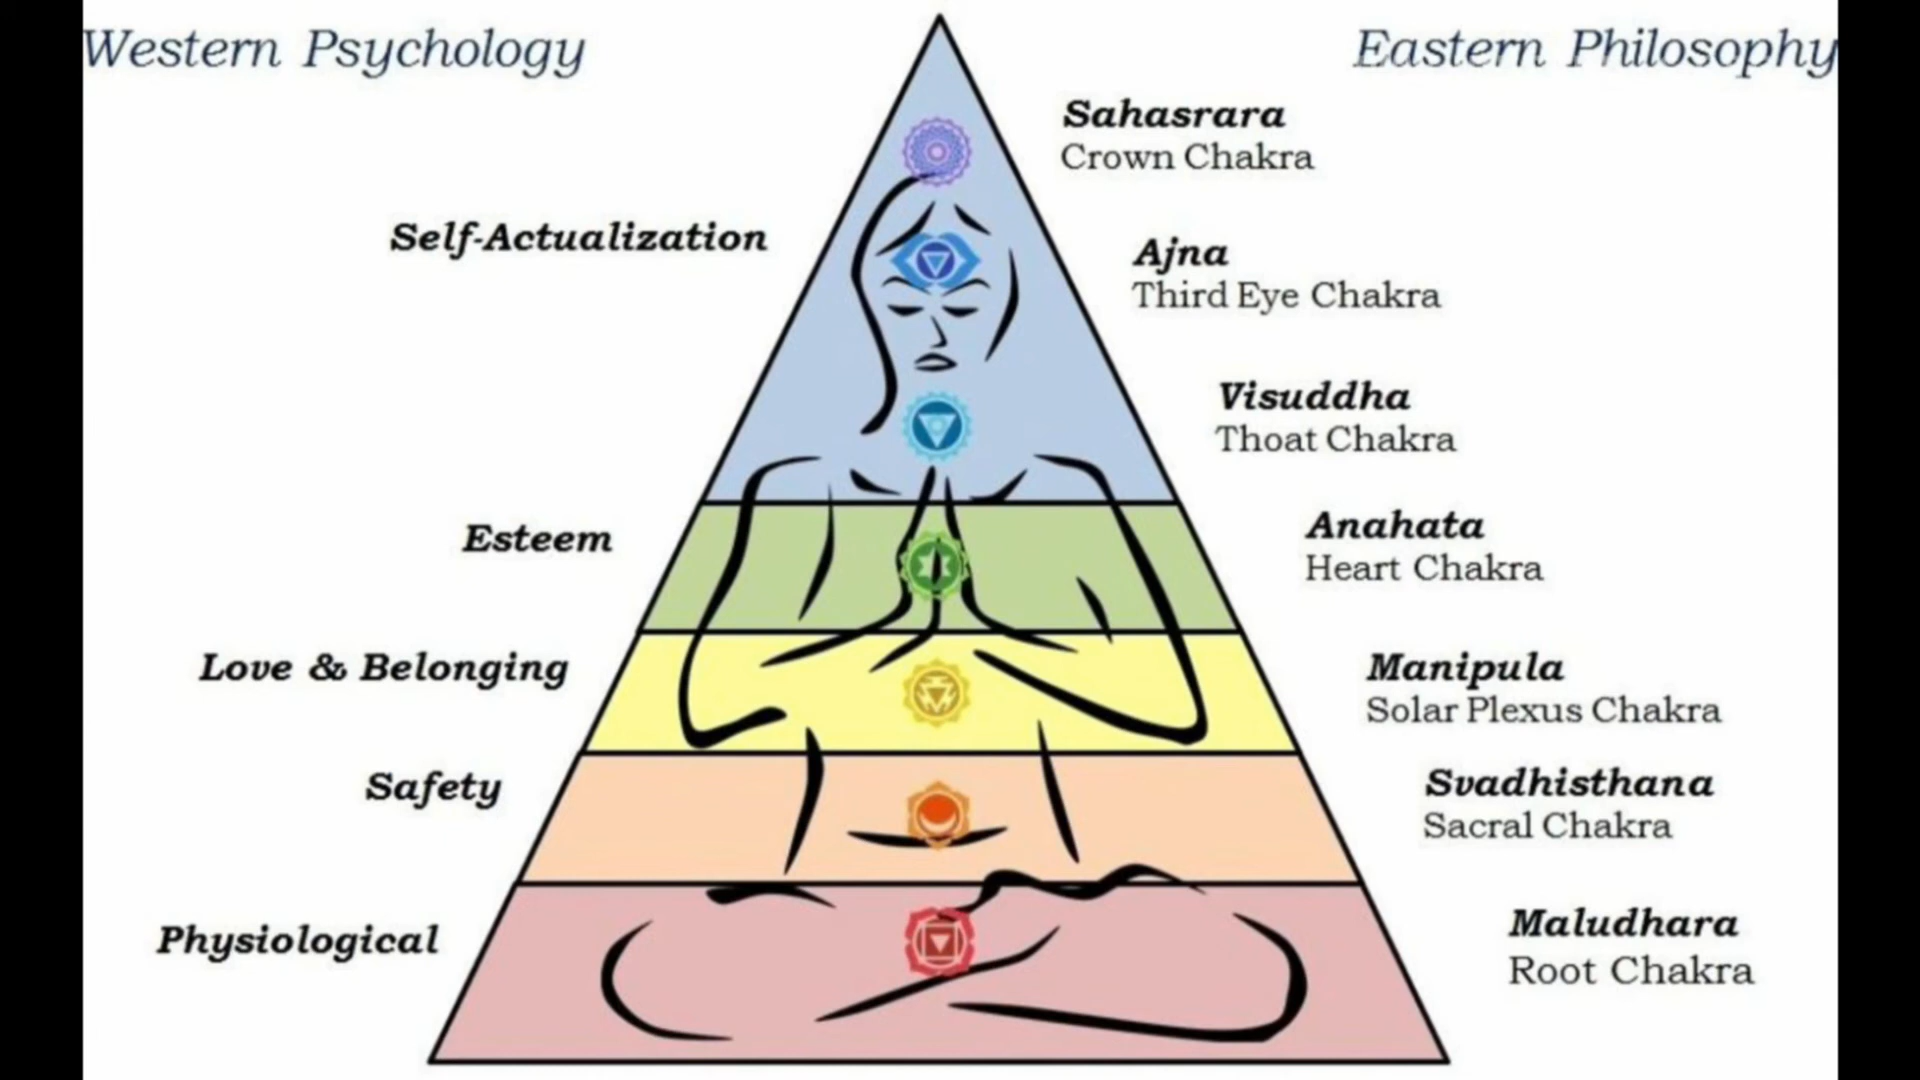 Western Psychology
Eastern Philosophy
Sahasrara
Crown Chakra
Self-Actualization
Ajna
Third Eye Chakra
Visuddha
Thoat Chakra
Esteem
Anahata
Heart Chakra
Love & Belonging
Manipula
Solar Plexus Chakra
Safety
Svadhisthana
Sacral Chakra
Physiological
Maludhara
Root Chakra